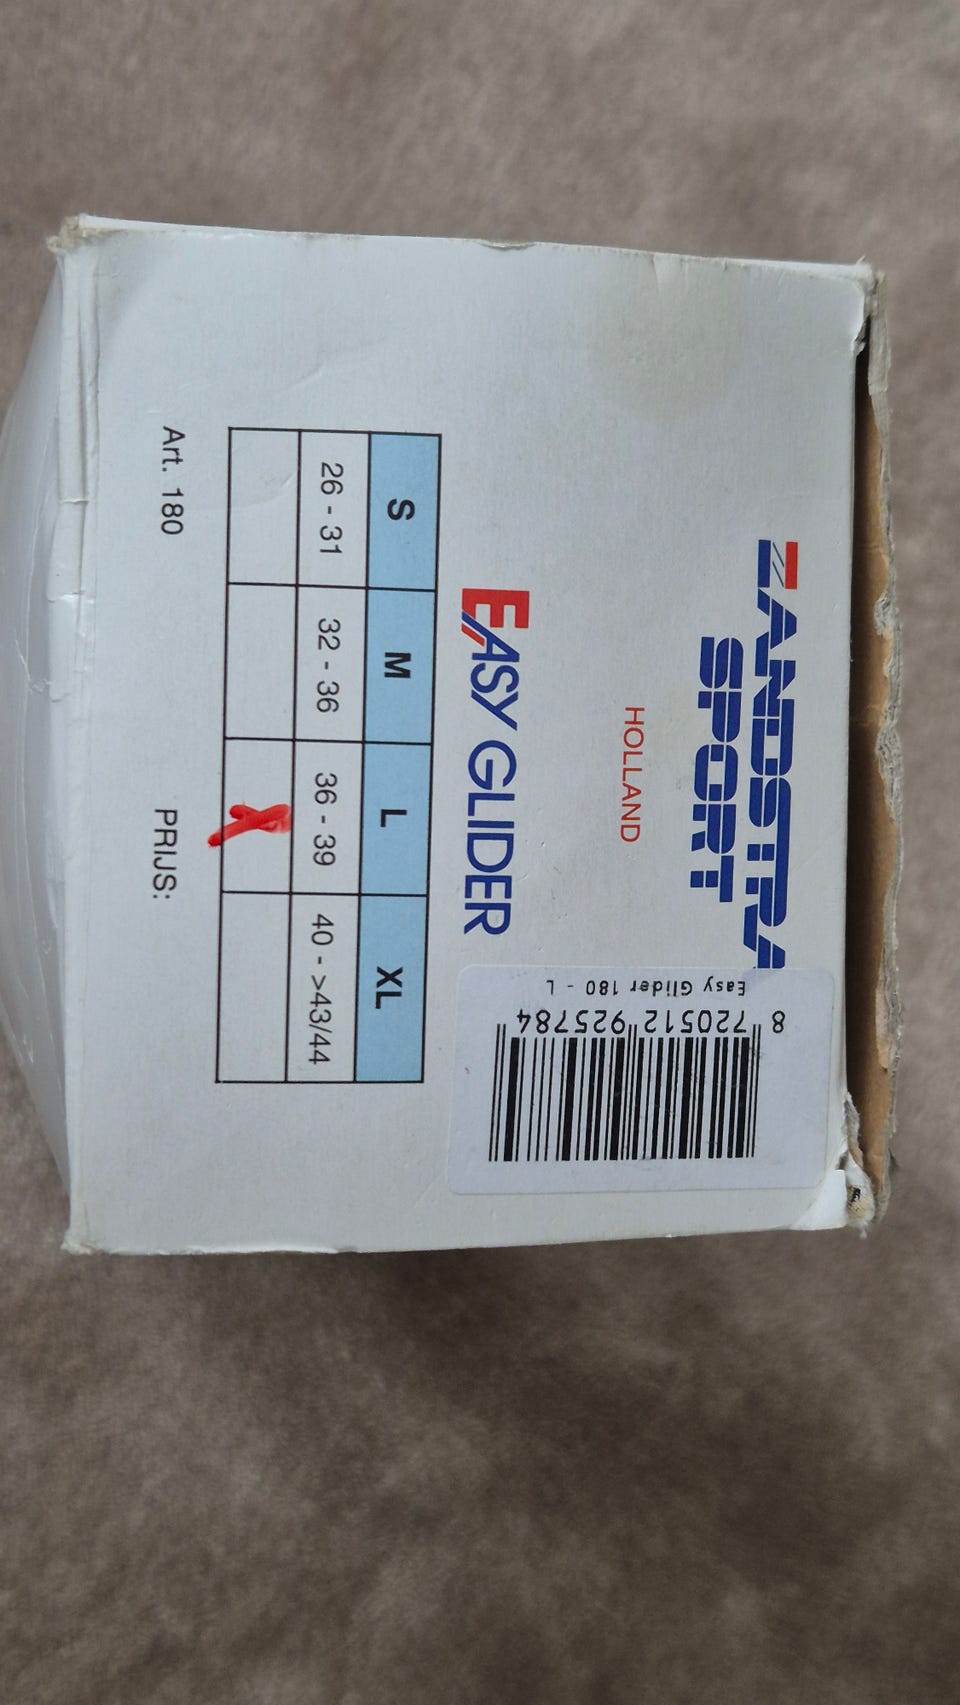 ZANDSTRA
SPORT
HOLLAND
EASY GLIDER
S M L XL
26 - 31 32 - 36 36 - 39 40 - >43/44
X
Art. 180 PRIJS:
Easy Glider 180 - L
8 720512 925784